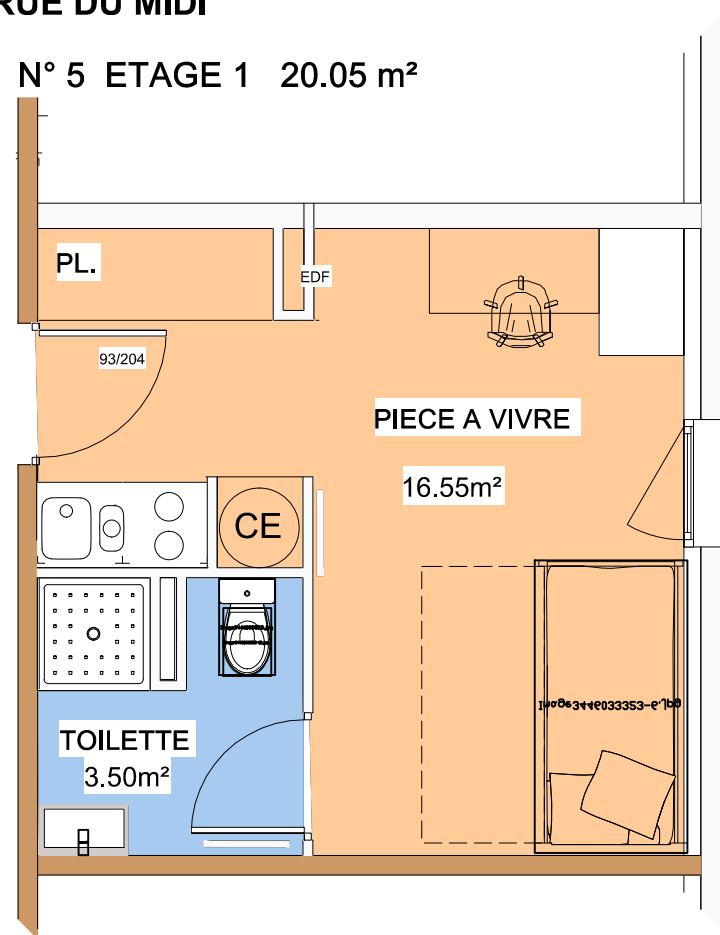 RUE DU MIDI
N° 5 ETAGE 1 20.05 m²
PL.
EDF
93/204
PIECE A VIVRE
16.55m²
CE
TOILETTE
3.50m²